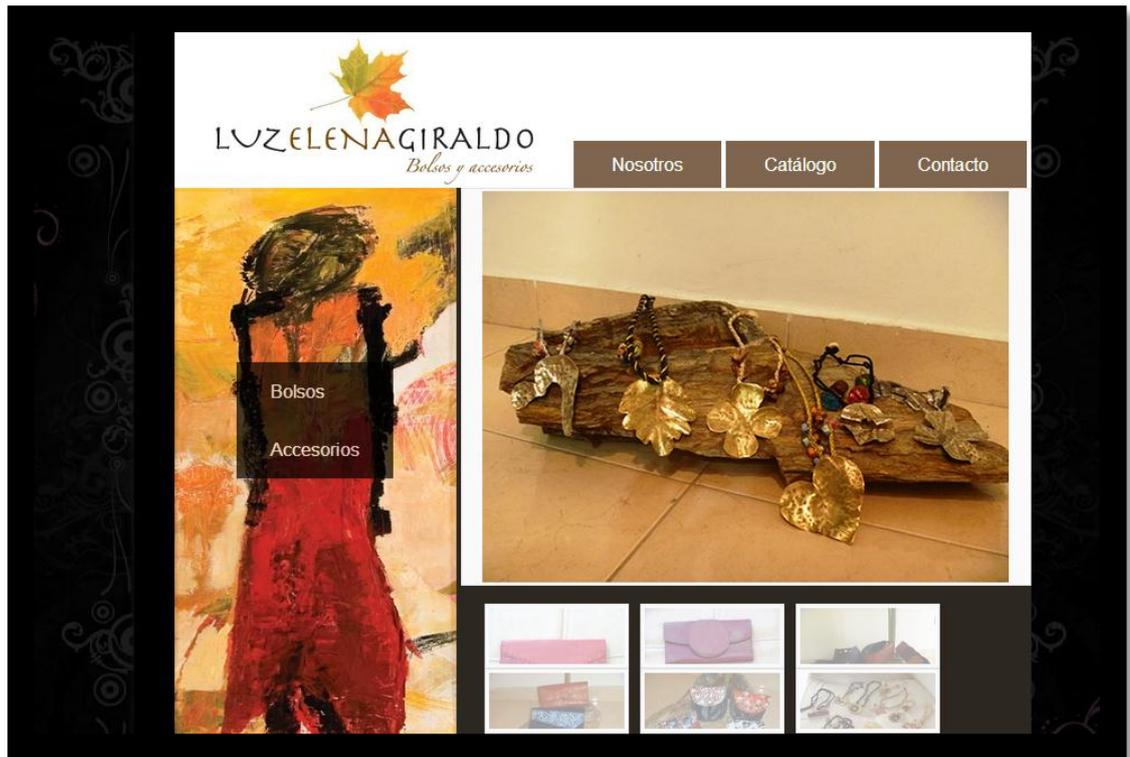 LUZELENAGIRALDO
Bolsos y accesorios
Nosotros
Catálogo
Contacto
Bolsos
Accesorios